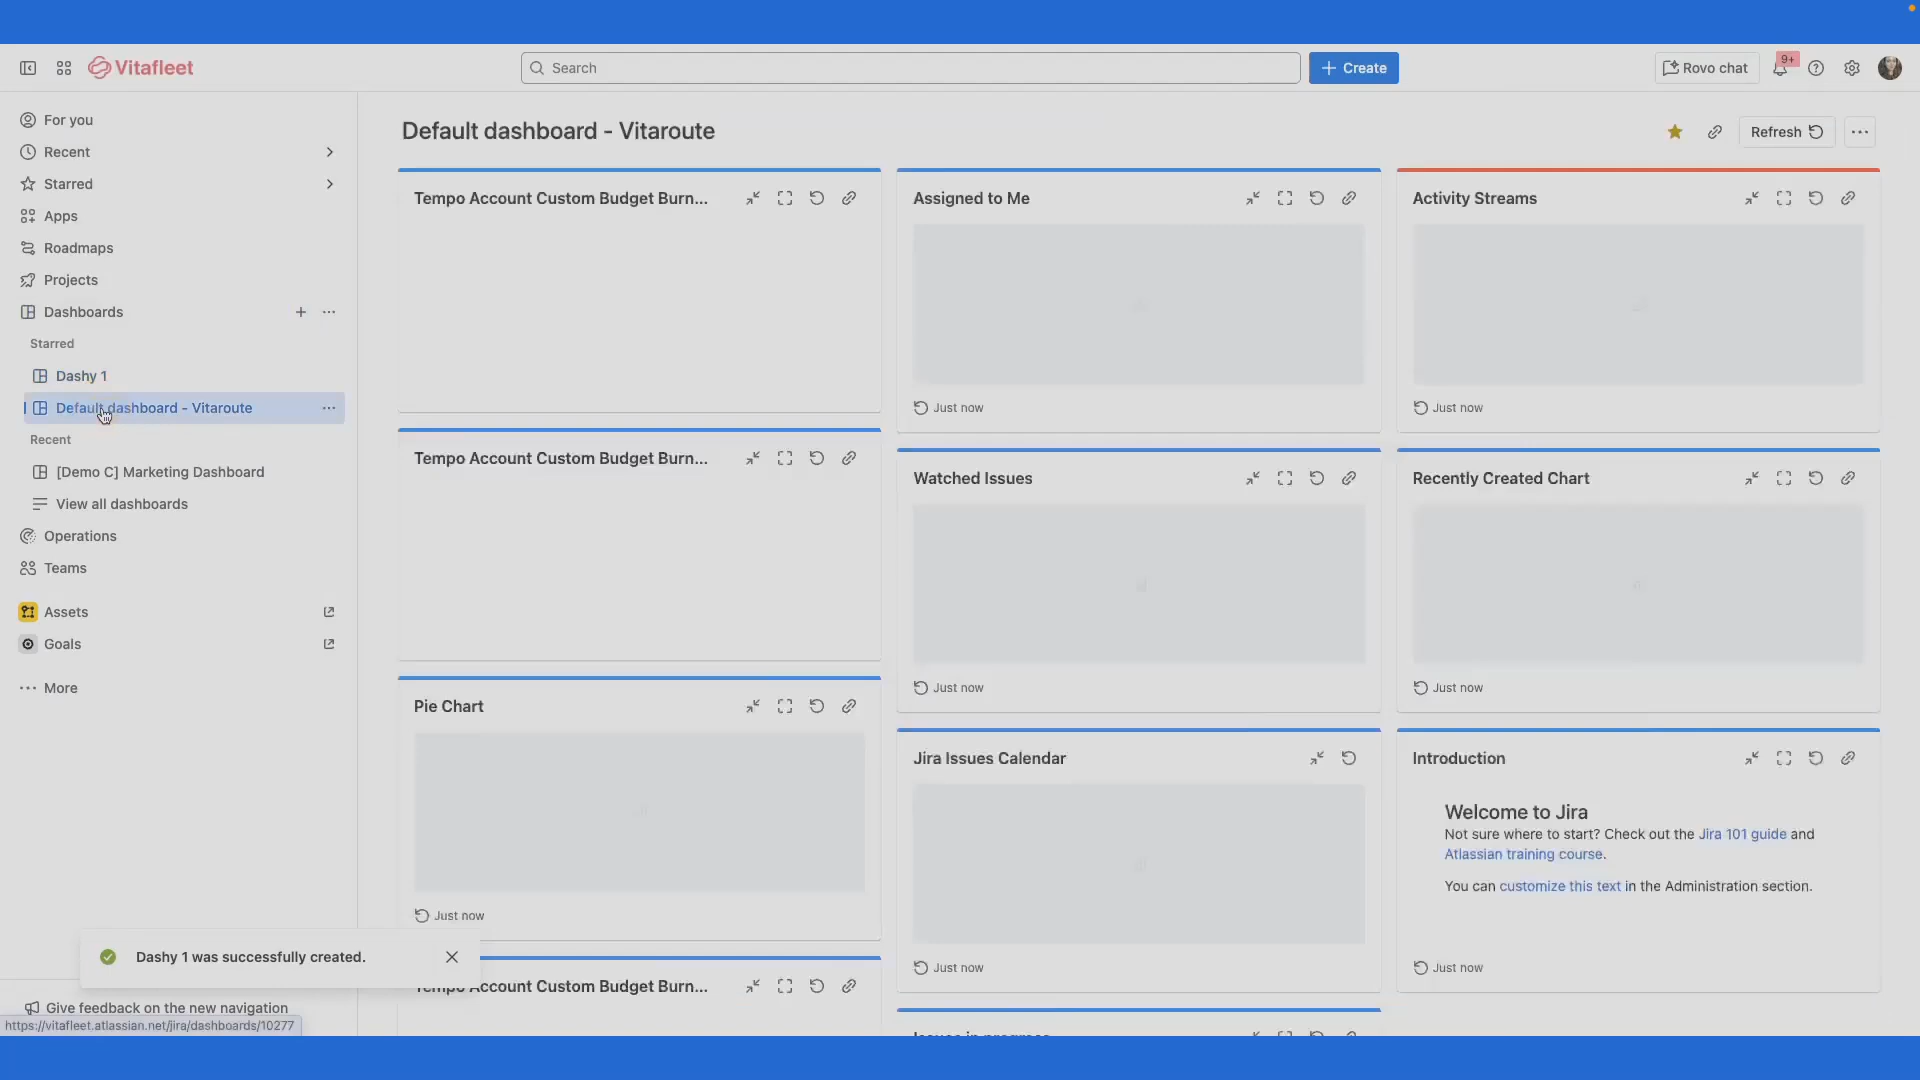 Vitafleet
Search
Create
Rovo chat
9+
For you
Recent
Starred
Apps
Roadmaps
Projects
Dashboards
Starred
Dashy 1
Default dashboard - Vitaroute
Recent
[Demo C] Marketing Dashboard
View all dashboards
Operations
Teams
Assets
Goals
More
Give feedback on the new navigation
https://vitafleet.atlassian.net/jira/dashboards/10277
Dashy 1 was successfully created.
Default dashboard - Vitaroute
Refresh
Tempo Account Custom Budget Burn...
Tempo Account Custom Budget Burn...
Pie Chart
Just now
Tempo Account Custom Budget Burn...
Assigned to Me
Just now
Watched Issues
Just now
Jira Issues Calendar
Just now
Issues in progress
Activity Streams
Just now
Recently Created Chart
Just now
Introduction
Welcome to Jira
Not sure where to start? Check out the Jira 101 guide and
Atlassian training course.
You can customize this text in the Administration section.
Just now